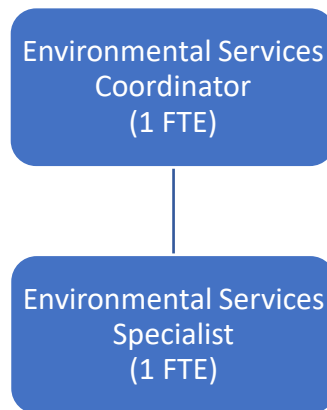 Environmental Services
Coordinator
(1 FTE)
Environmental Services
Specialist
(1 FTE)